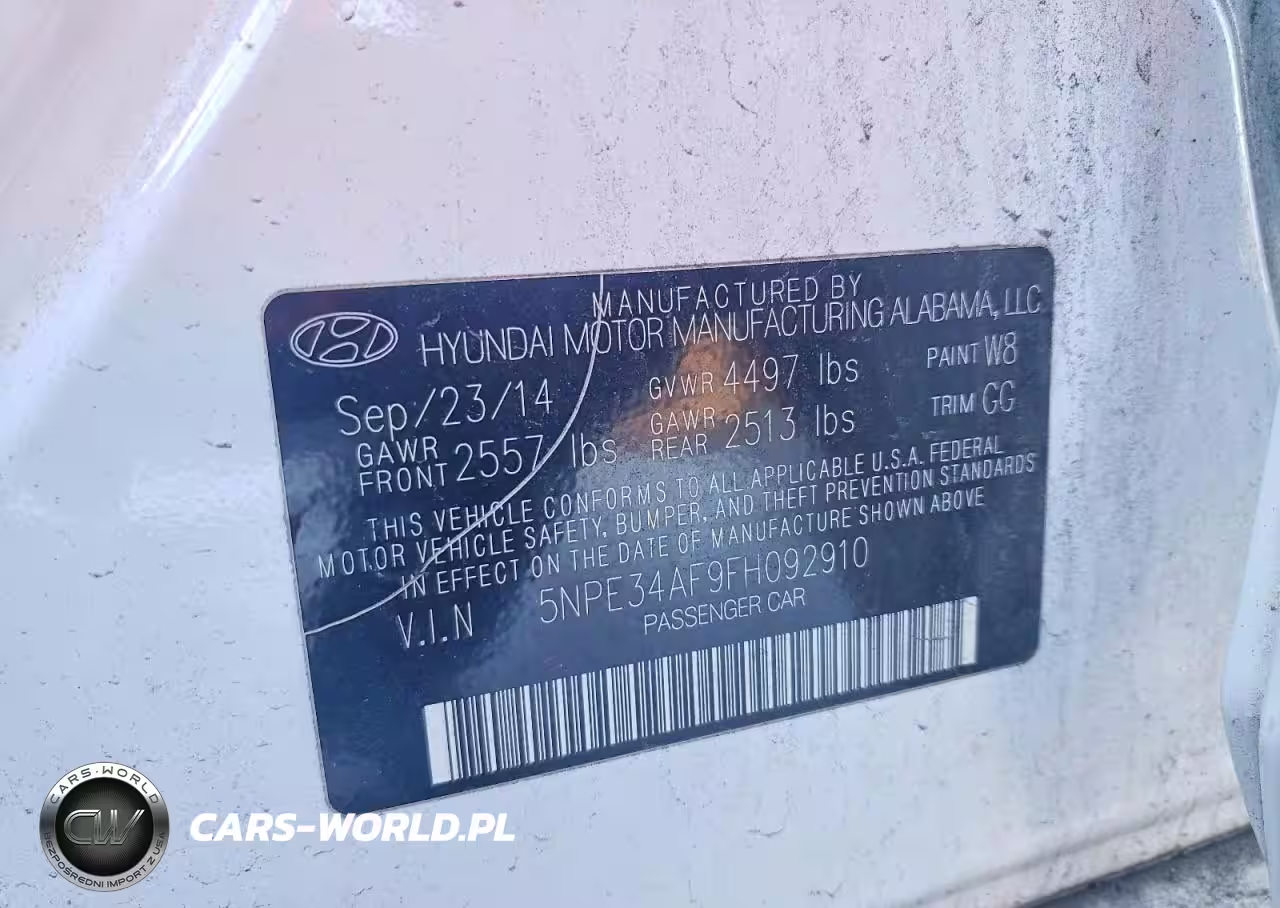 MANUFACTURED BY
HYUNDAI MOTOR MANUFACTURING ALABAMA, LLC
Sep/23/14 GVWR 4497 lbs PAINT W8
GAWR FRONT 2557 lbs GAWR REAR 2513 lbs TRIM GG
THIS VEHICLE CONFORMS TO ALL APPLICABLE U.S.A. FEDERAL
MOTOR VEHICLE SAFETY, BUMPER, AND THEFT PREVENTION STANDARDS
IN EFFECT ON THE DATE OF MANUFACTURE SHOWN ABOVE
V.I.N 5NPE34AF9FH092910
PASSENGER CAR
CARS-WORLD
CW
BEZPOŚREDNI IMPORT Z USA
CARS-WORLD.PL